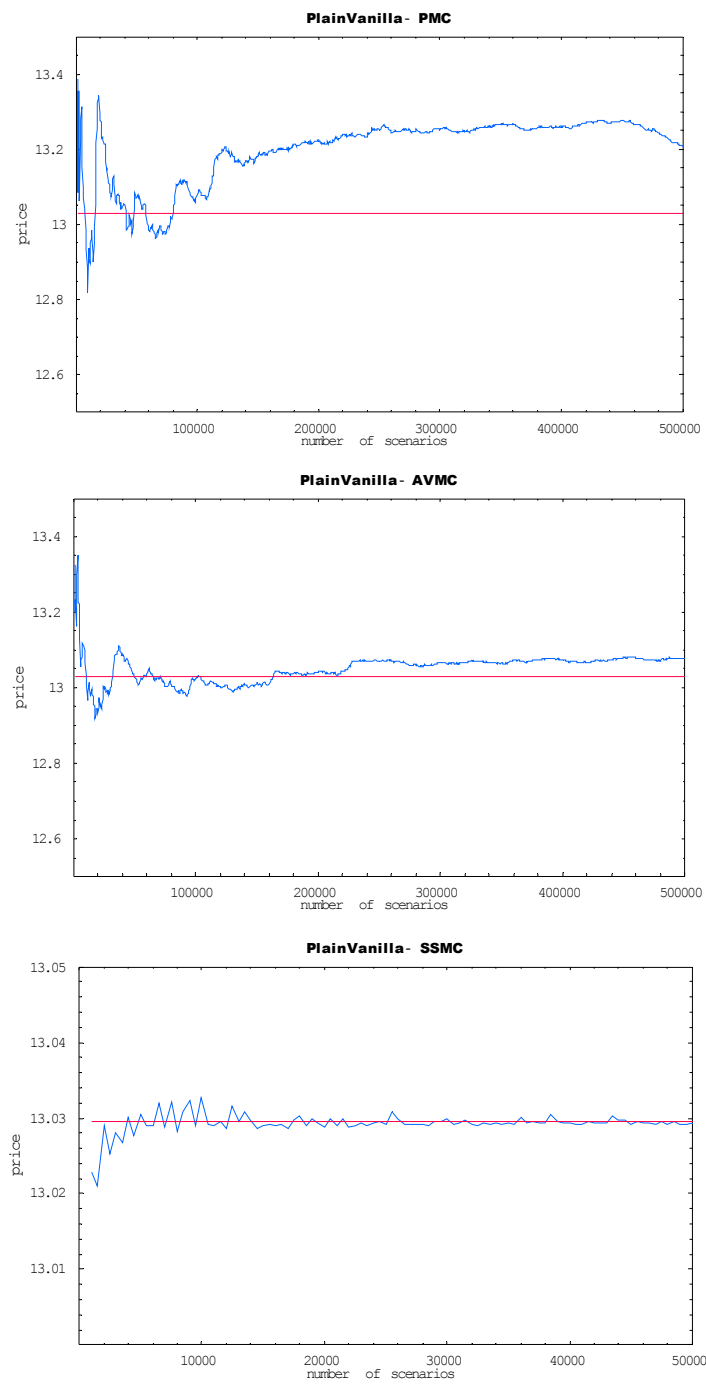 PlainVanilla- PMC
13.4
13.2
13
12.8
12.6
price
100000 200000 300000 400000 500000
number of scenarios
PlainVanilla- AVMC
13.4
13.2
13
12.8
12.6
price
100000 200000 300000 400000 500000
number of scenarios
PlainVanilla- SSMC
13.05
13.04
13.03
13.02
13.01
price
10000 20000 30000 40000 50000
number of scenarios